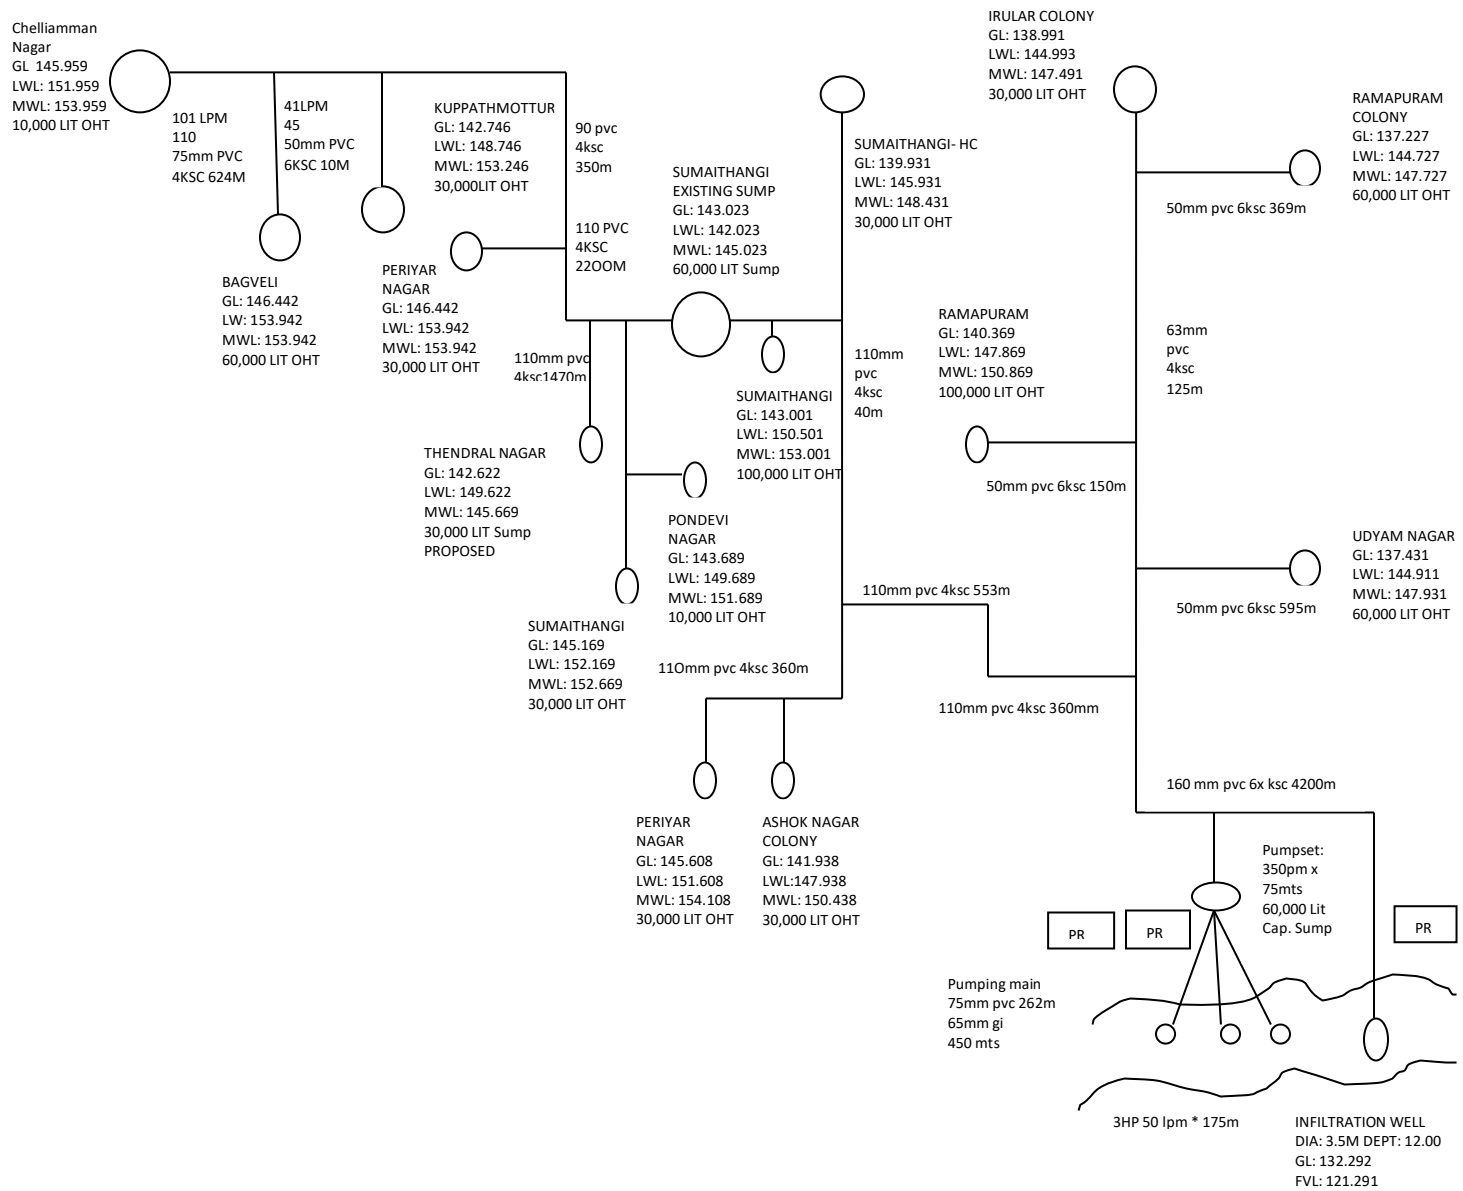 Chelliamman
Nagar
GL 145.959
LWL: 151.959
MWL: 153.959
10,000 LIT OHT
101 LPM
110
75mm PVC
4KSC 624M
41LPM
45
50mm PVC
6KSC 10M
BAGVELI
GL: 146.442
LW: 153.942
MWL: 153.942
60,000 LIT OHT
PERIYAR
NAGAR
GL: 146.442
LWL: 153.942
MWL: 153.942
30,000 LIT OHT
KUPPATHMOTTUR
GL: 142.746
LWL: 148.746
MWL: 153.246
30,000LIT OHT
90 pvc
4ksc
350m
110 PVC
4KSC
22OOM
SUMAITHANGI
EXISTING SUMP
GL: 143.023
LWL: 142.023
MWL: 145.023
60,000 LIT Sump
SUMAITHANGI- HC
GL: 139.931
LWL: 145.931
MWL: 148.431
30,000 LIT OHT
IRULAR COLONY
GL: 138.991
LWL: 144.993
MWL: 147.491
30,000 LIT OHT
RAMAPURAM
COLONY
GL: 137.227
LWL: 144.727
MWL: 147.727
60,000 LIT OHT
50mm pvc 6ksc 369m
RAMAPURAM
GL: 140.369
LWL: 147.869
MWL: 150.869
100,000 LIT OHT
63mm
pvc
4ksc
125m
110mm
pvc
4ksc
40m
110mm pvc
4ksc1470m
SUMAITHANGI
GL: 143.001
LWL: 150.501
MWL: 153.001
100,000 LIT OHT
THENDRAL NAGAR
GL: 142.622
LWL: 149.622
MWL: 145.669
30,000 LIT Sump
PROPOSED
50mm pvc 6ksc 150m
PONDEVI
NAGAR
GL: 143.689
LWL: 149.689
MWL: 151.689
10,000 LIT OHT
UDYAM NAGAR
GL: 137.431
LWL: 144.911
MWL: 147.931
60,000 LIT OHT
110mm pvc 4ksc 553m
50mm pvc 6ksc 595m
SUMAITHANGI
GL: 145.169
LWL: 152.169
MWL: 152.669
30,000 LIT OHT
11Omm pvc 4ksc 360m
110mm pvc 4ksc 360mm
160 mm pvc 6x ksc 4200m
PERIYAR
NAGAR
GL: 145.608
LWL: 151.608
MWL: 154.108
30,000 LIT OHT
ASHOK NAGAR
COLONY
GL: 141.938
LWL:147.938
MWL: 150.438
30,000 LIT OHT
Pumpset:
350pm x
75mts
60,000 Lit
Cap. Sump
PR
PR
PR
Pumping main
75mm pvc 262m
65mm gi
450 mts
3HP 50 lpm * 175m
INFILTRATION WELL
DIA: 3.5M DEPT: 12.00
GL: 132.292
FVL: 121.291